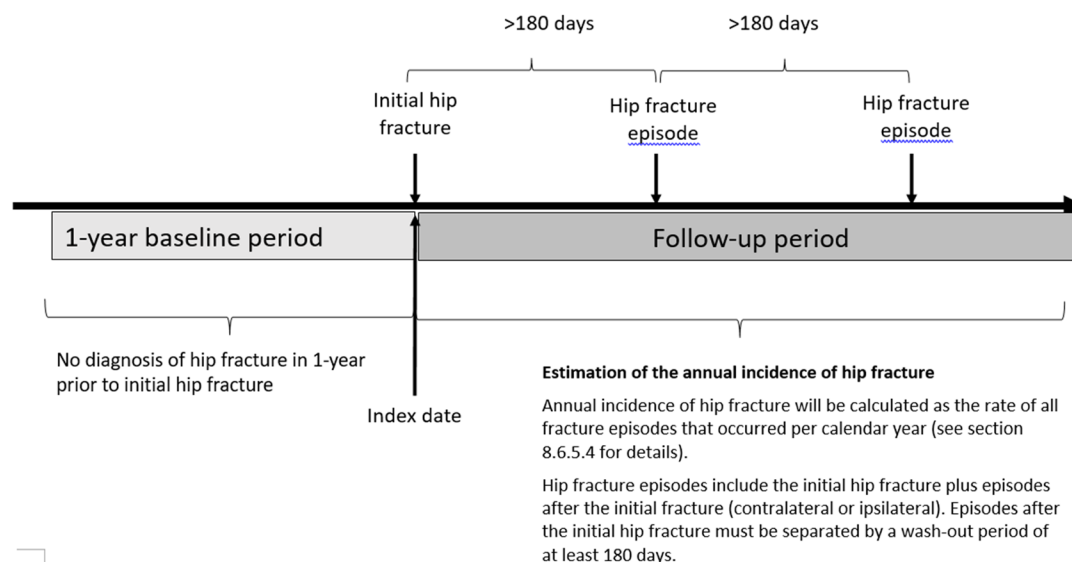 >180 days
>180 days
Initial hip
fracture
Hip fracture
episode
Hip fracture
episode
1-year baseline period
Follow-up period
No diagnosis of hip fracture in 1-year
prior to initial hip fracture
Index date
Estimation of the annual incidence of hip fracture
Annual incidence of hip fracture will be calculated as the rate of all
fracture episodes that occurred per calendar year (see section
8.6.5.4 for details).
Hip fracture episodes include the initial hip fracture plus episodes
after the initial fracture (contralateral or ipsilateral). Episodes after
the initial hip fracture must be separated by a wash-out period of
at least 180 days.